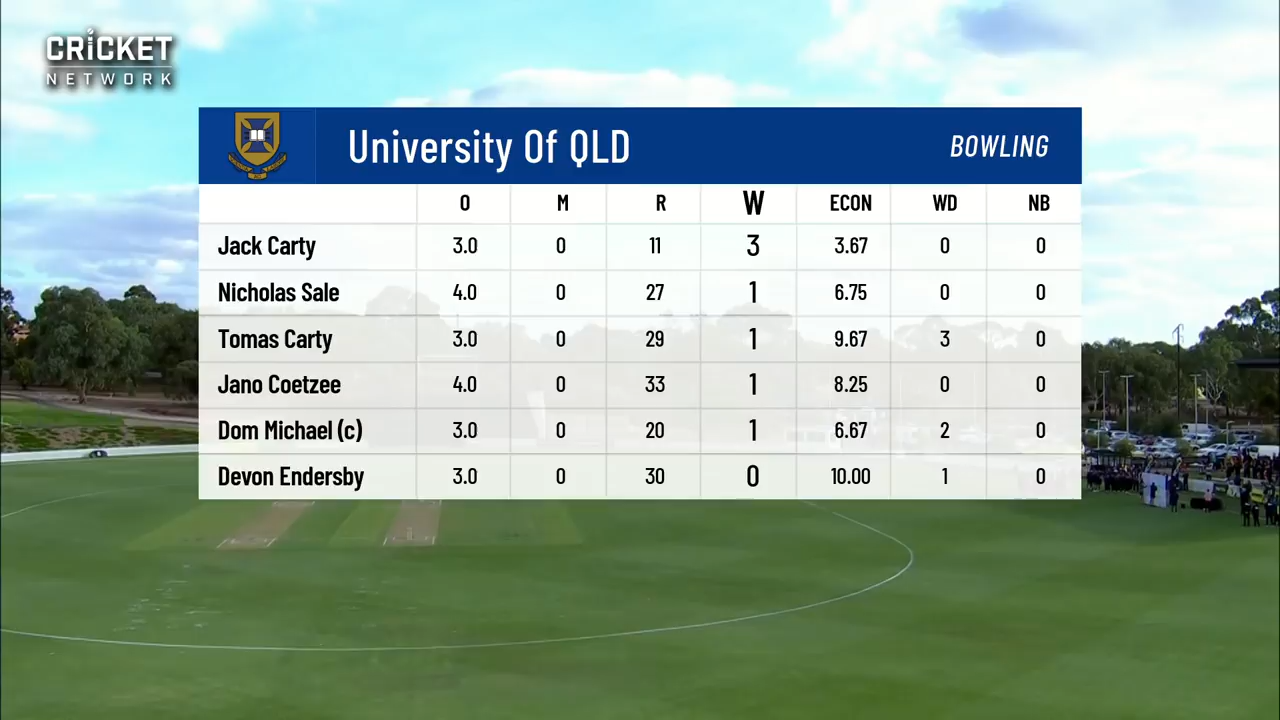 CRICKET
NETWORK
University Of QLD BOWLING
O M R W ECON WD NB
Jack Carty 3.0 0 11 3 3.67 0 0
Nicholas Sale 4.0 0 27 1 6.75 0 0
Tomas Carty 3.0 0 29 1 9.67 3 0
Jano Coetzee 4.0 0 33 1 8.25 0 0
Dom Michael (c) 3.0 0 20 1 6.67 2 0
Devon Endersby 3.0 0 30 0 10.00 1 0